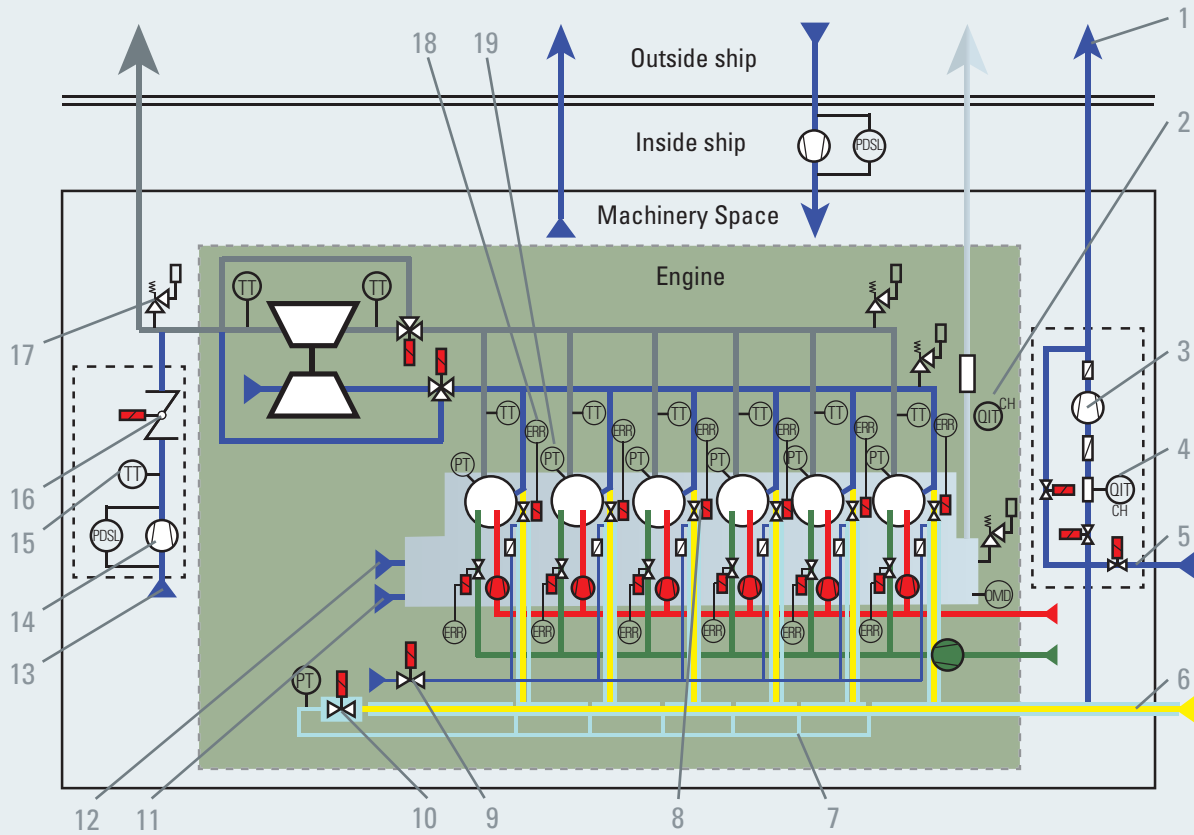 18 19 1
Outside ship
2
Inside ship PDSL
Machinery Space
Engine
TT TT
17
3
CH
QIT
TT TT TT TT TT TT
ERR ERR ERR ERR ERR ERR
16 PT PT PT PT PT PT
4
TT QIT
CH
15 PDSL
5
14
OMD
13 ERR ERR ERR ERR ERR ERR
PT 6
12 11 10 9 8 7